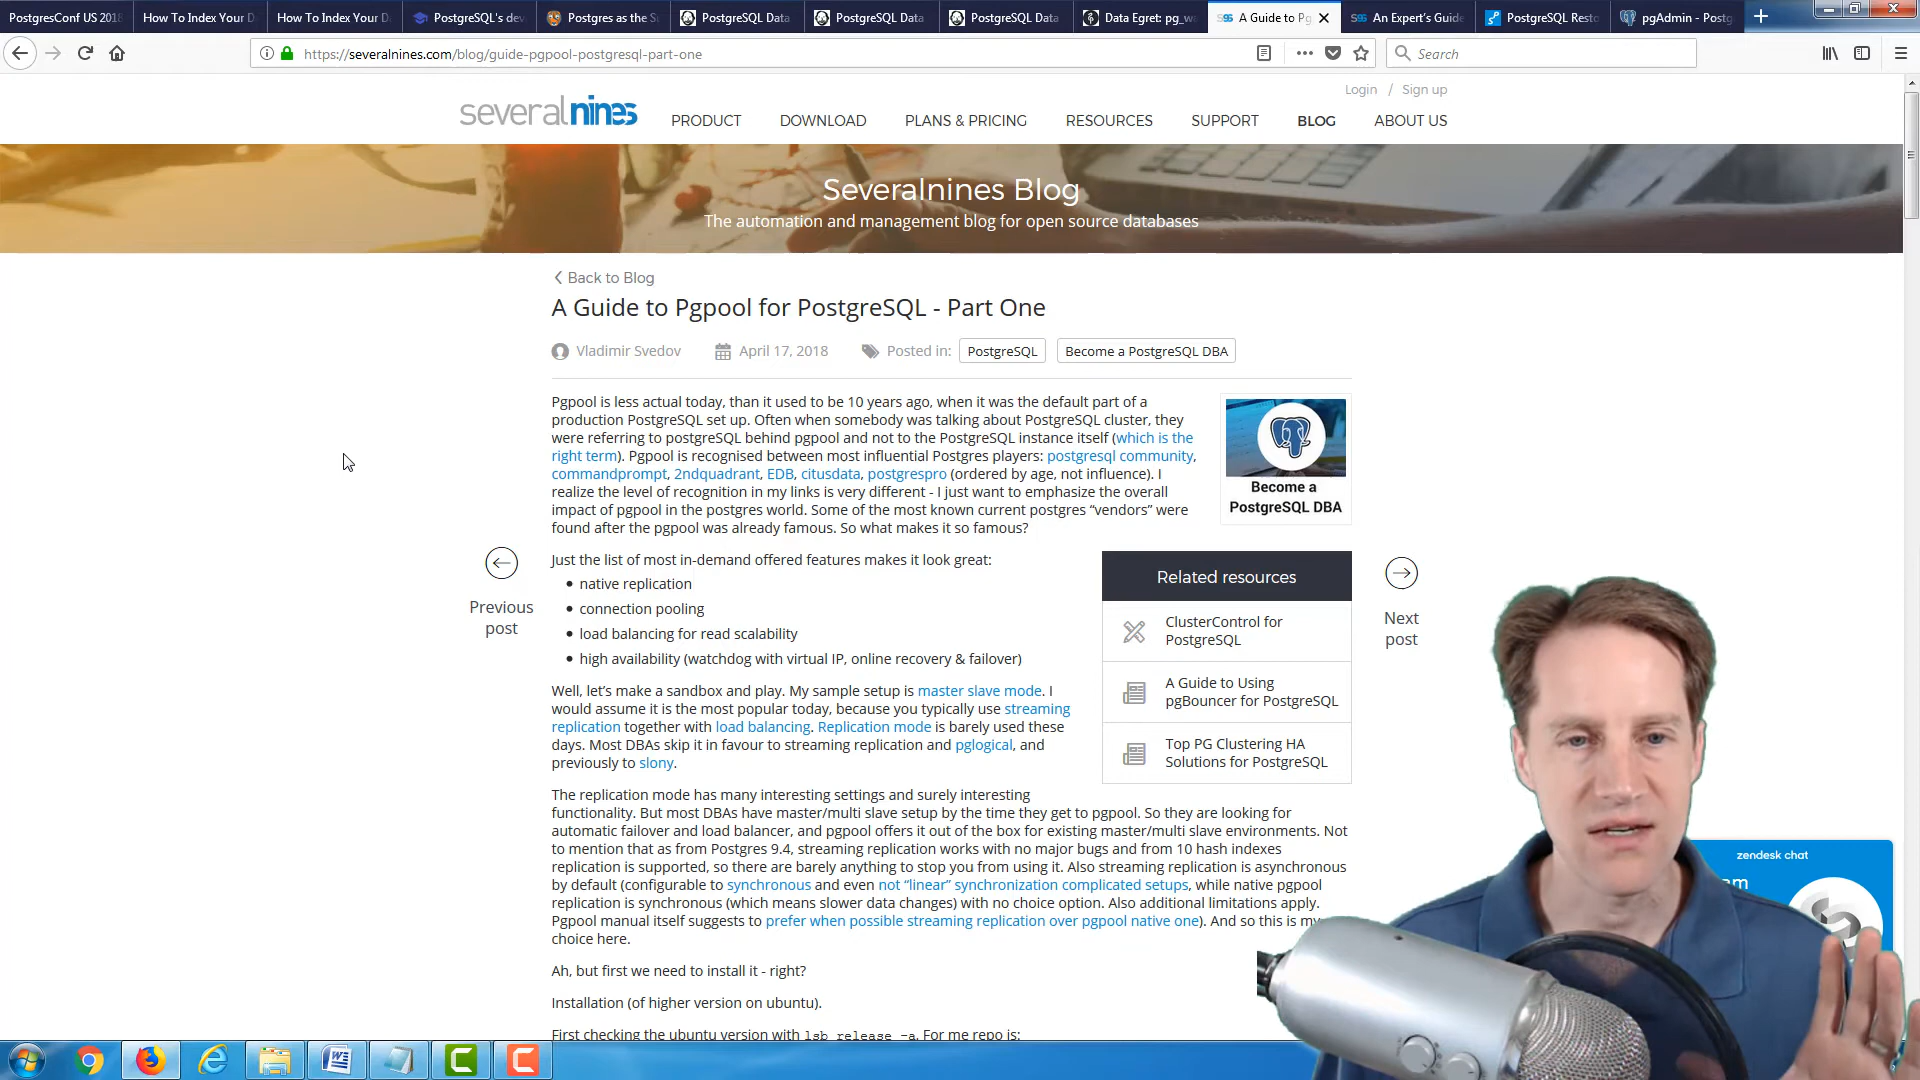 PostgresConf US 2018
How To Index Your D
How To Index Your D
PostgreSQL's dev
Postgres as the S
PostgreSQL Data
PostgreSQL Data
PostgreSQL Data
Data Egret: pg_w
A Guide to Pg
An Expert's Guide
PostgreSQL Resto
pgAdmin - Postg
https://severalnines.com/blog/guide-pgpool-postgresql-part-one
Search
Login / Sign up
severalnines
PRODUCT DOWNLOAD PLANS & PRICING RESOURCES SUPPORT BLOG ABOUT US
Severalnines Blog
The automation and management blog for open source databases
Back to Blog
A Guide to Pgpool for PostgreSQL - Part One
Vladimir Svedov April 17, 2018 Posted in: PostgreSQL Become a PostgreSQL DBA
Pgpool is less actual today, than it used to be 10 years ago, when it was the default part of a
production PostgreSQL set up. Often when somebody was talking about PostgreSQL cluster, they
were referring to postgreSQL behind pgpool and not to the PostgreSQL instance itself (which is the
right term). Pgpool is recognised between most influential Postgres players: postgresql community,
commandprompt, 2ndquadrant, EDB, citusdata, postgrespro (ordered by age, not influence). I
realize the level of recognition in my links is very different - I just want to emphasize the overall
impact of pgpool in the postgres world. Some of the most known current postgres “vendors” were
found after the pgpool was already famous. So what makes it so famous?
Become a
PostgreSQL DBA
Just the list of most in-demand offered features makes it look great:
• native replication
• connection pooling
• load balancing for read scalability
• high availability (watchdog with virtual IP, online recovery & failover)
Related resources
ClusterControl for
PostgreSQL
A Guide to Using
pgBouncer for PostgreSQL
Top PG Clustering HA
Solutions for PostgreSQL
Previous
post
Next
post
Well, let’s make a sandbox and play. My sample setup is master slave mode. I
would assume it is the most popular today, because you typically use streaming
replication together with load balancing. Replication mode is barely used these
days. Most DBAs skip it in favour to streaming replication and pglogical, and
previously to slony.
The replication mode has many interesting settings and surely interesting
functionality. But most DBAs have master/multi slave setup by the time they get to pgpool. So they are looking for
automatic failover and load balancer, and pgpool offers it out of the box for existing master/multi slave environments. Not
to mention that as from Postgres 9.4, streaming replication works with no major bugs and from 10 hash indexes
replication is supported, so there are barely anything to stop you from using it. Also streaming replication is asynchronous
by default (configurable to synchronous and even not “linear” synchronization complicated setups, while native pgpool
replication is synchronous (which means slower data changes) with no choice option. Also additional limitations apply.
Pgpool manual itself suggests to prefer when possible streaming replication over pgpool native one). And so this is my
choice here.
Ah, but first we need to install it - right?
Installation (of higher version on ubuntu).
First checking the ubuntu version with lsb_release -a. For me repo is:
zendesk chat